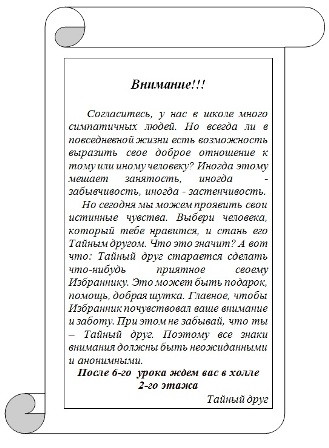 Внимание!!!
Согласитесь, у нас в школе много
симпатичных людей. Но всегда ли в
повседневной жизни есть возможность
выразить свое доброе отношение к
тому или иному человеку? Иногда этому
мешает занятость, иногда -
забывчивость, иногда - застенчивость.
Но сегодня мы можем проявить свои
истинные чувства. Выбери человека,
который тебе нравится, и стань его
Тайным другом. Что это значит? А вот
что: Тайный друг старается сделать
что-нибудь приятное своему
Избраннику. Это может быть подарок,
помощь, добрая шутка. Главное, чтобы
Избранник почувствовал ваше внимание
и заботу. При этом не забывай, что ты
– Тайный друг. Поэтому все знаки
внимания должны быть неожиданными
и анонимными.
После 6-го урока ждем вас в холле
2-го этажа
Тайный друг